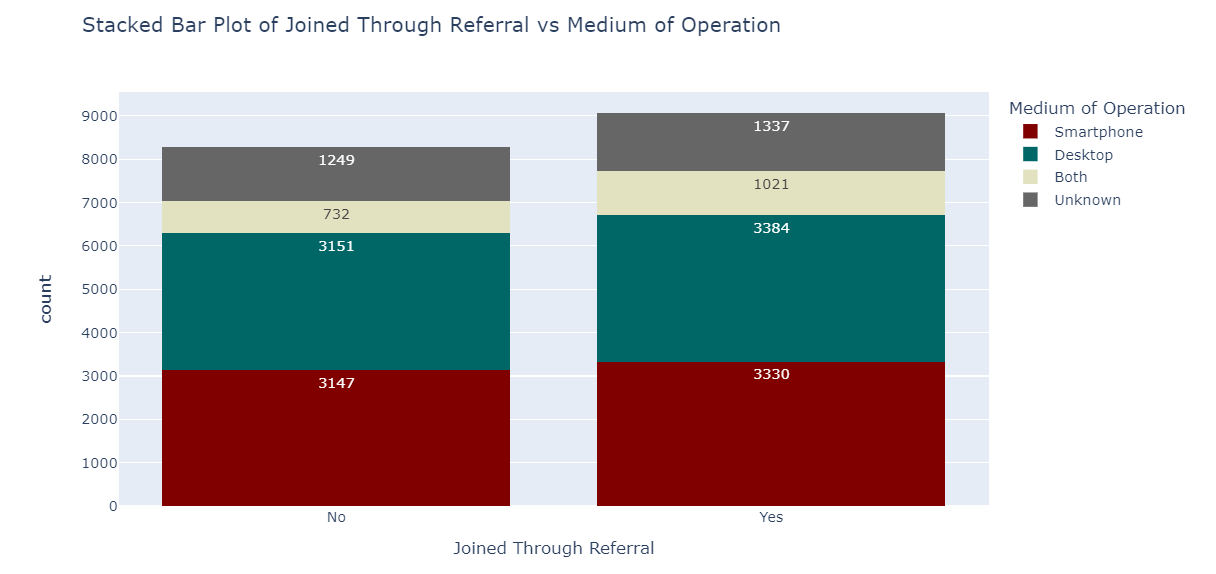 Stacked Bar Plot of Joined Through Referral vs Medium of Operation
Medium of Operation
Smartphone
Desktop
Both
Unknown
count
9000
8000
7000
6000
5000
4000
3000
2000
1000
0
1249
732
3151
3147
1337
1021
3384
3330
No
Yes
Joined Through Referral